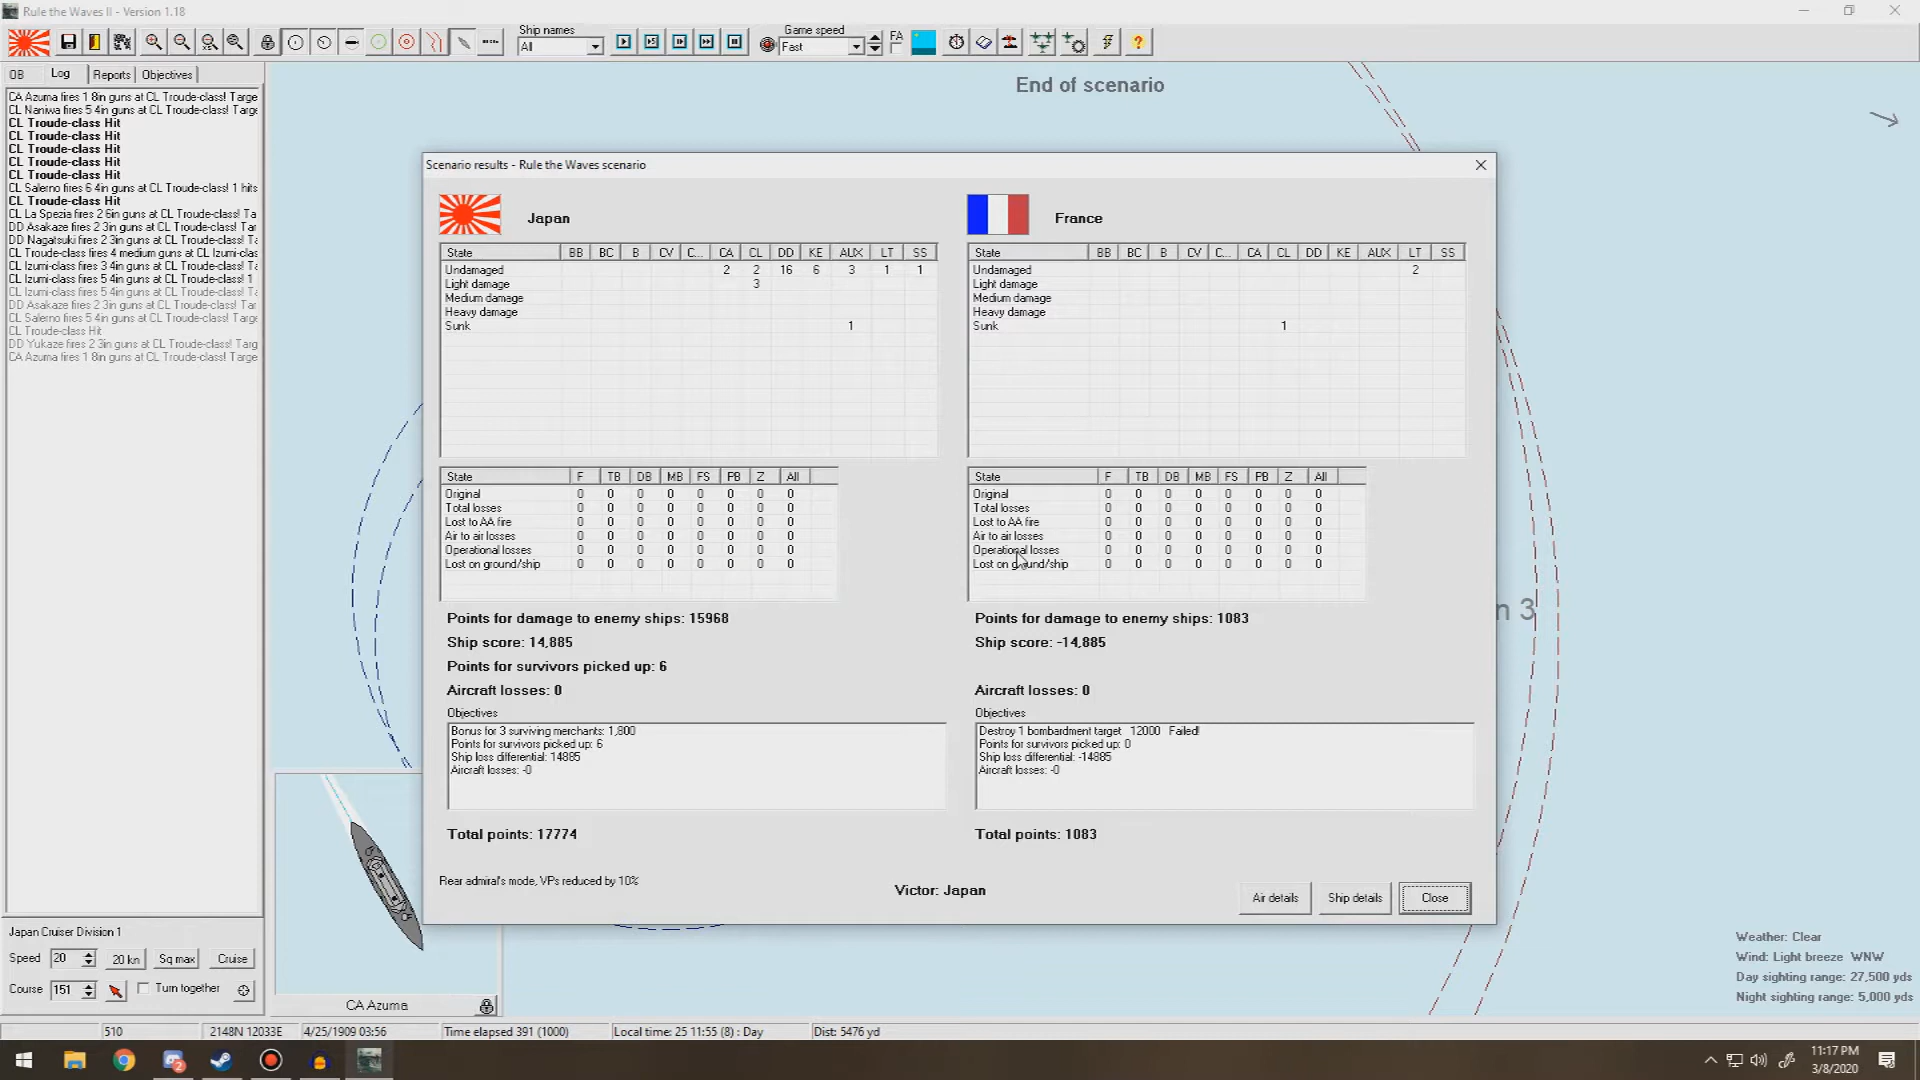 Rule the Waves II - Version 1.18
Ship names
All
Game speed
Fast
FA
OB Log Reports Objectives
CA Azuma fires 1 8in guns at CL Troude-class! Target
CL Naniwa fires 5 4in guns at CL Troude-class! Targe
CL Troude-class Hit
CL Troude-class Hit
CL Troude-class Hit
CL Troude-class Hit
CL Troude-class Hit
CL Salerno fires 6 4in guns at CL Troude-class! 1 hits
CL Troude-class Hit
CL La Spezia fires 2 6in guns at CL Troude-class! Ta
DD Asakaze fires 2 3in guns at CL Troude-class! Ta
DD Nagatsuki fires 2 3in guns at CL Troude-class! T
CL Troude-class fires 4 medium guns at CL Izumi-clas
CL Izumi-class fires 3 4in guns at CL Troude-class! T
CL Izumi-class fires 5 4in guns at CL Troude-class! 1
DD Asakaze fires 2 3in guns at CL Troude-class! Ta
CL Salerno fires 5 4in guns at CL Troude-class! Targe
CL Troude-class Hit
DD Yukaze fires 2 3in guns at CL Troude-class! Targe
CA Azuma fires 1 8in guns at CL Troude-class! Targe
End of scenario
Scenario results - Rule the Waves scenario
Japan
State BB BC B CV C... CA CL DD KE AUX LT SS
Undamaged 2 2 16 6 3 1 1
Light damage 3
Medium damage
Heavy damage
Sunk 1
State F TB DB MB FS PB Z All
Original 0 0 0 0 0 0 0 0
Total losses 0 0 0 0 0 0 0 0
Lost to AA fire 0 0 0 0 0 0 0 0
Air to air losses 0 0 0 0 0 0 0 0
Operational losses 0 0 0 0 0 0 0 0
Lost on ground/ship 0 0 0 0 0 0 0 0
Points for damage to enemy ships: 15968
Ship score: 14,885
Points for survivors picked up: 6
Aircraft losses: 0
Objectives
Bonus for 3 surviving merchants: 1,800
Points for survivors picked up: 6
Ship loss differential: 14885
Aircraft losses: -0
Total points: 17774
Rear admiral's mode, VPs reduced by 10%
France
State BB BC B CV C... CA CL DD KE AUX LT SS
Undamaged 2
Light damage
Medium damage
Heavy damage
Sunk 1
State F TB DB MB FS PB Z All
Original 0 0 0 0 0 0 0 0
Total losses 0 0 0 0 0 0 0 0
Lost to AA fire 0 0 0 0 0 0 0 0
Air to air losses 0 0 0 0 0 0 0 0
Operational losses 0 0 0 0 0 0 0 0
Lost on ground/ship 0 0 0 0 0 0 0 0
Points for damage to enemy ships: 1083
Ship score: -14,885
Aircraft losses: 0
Objectives
Destroy 1 bombardment target 12000 Failed!
Points for survivors picked up: 0
Ship loss differential: -14885
Aircraft losses: -0
Total points: 1083
Victor: Japan
Air details Ship details Close
n 3
Japan Cruiser Division 1
Speed 20 20 kn Sq max Cruise
Course 151 Turn together
CA Azuma
Weather: Clear
Wind: Light breeze WNW
Day sighting range: 27,500 yds
Night sighting range: 5,000 yds
510 2148N 12033E 4/25/1909 03:56 Time elapsed 391 (1000) Local time: 25 11:55 (8) : Day Dist: 5476 yd
2
11:17 PM
3/8/2020